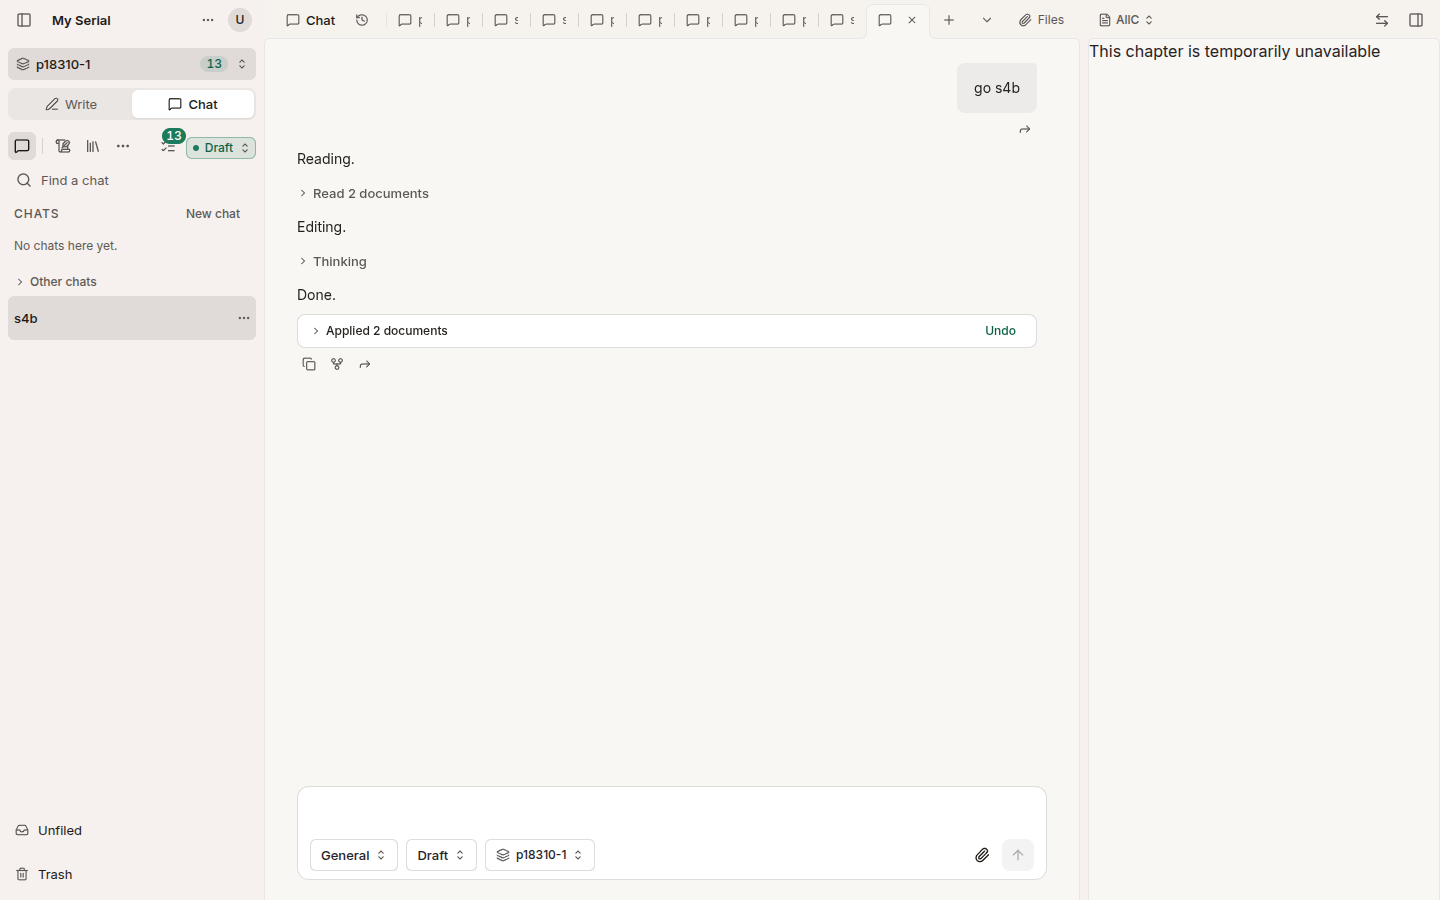 My Serial
U
p18310-1
13
Write
Chat
13
Draft
Find a chat
CHATS
New chat
No chats here yet.
Other chats
s4b
Unfiled
Trash
Chat
Files
go s4b
Reading.
Read 2 documents
Editing.
Thinking
Done.
Applied 2 documents
Undo
General
Draft
p18310-1
This chapter is temporarily unavailable